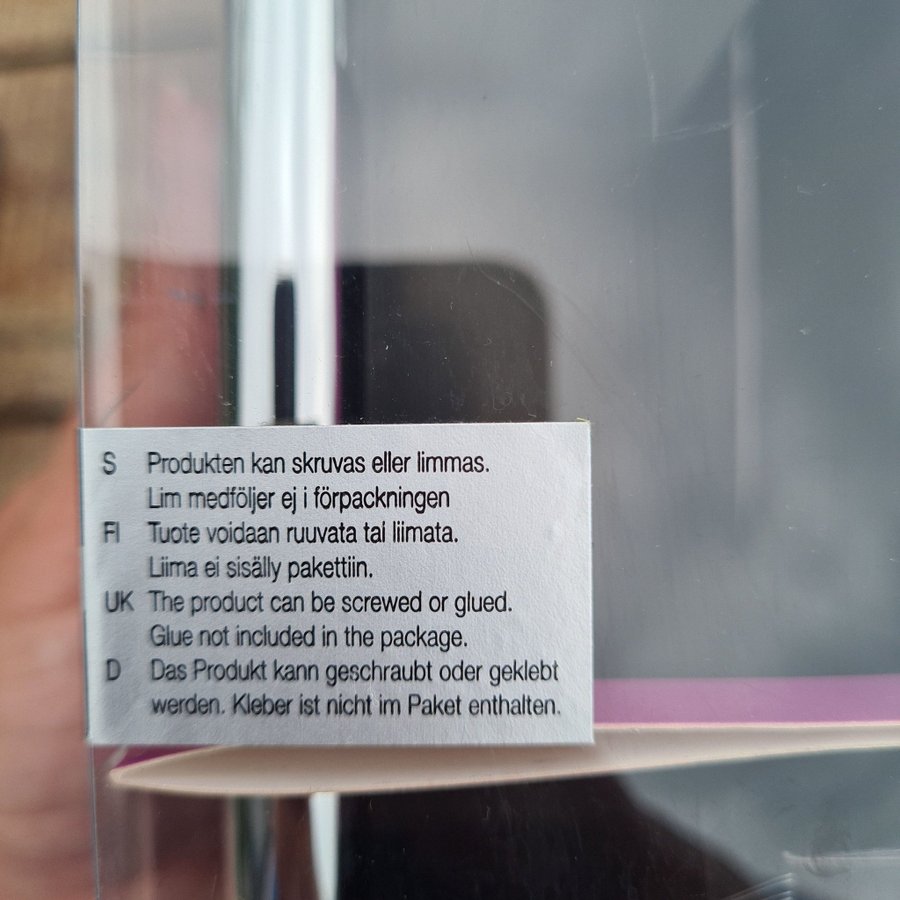 S Produkten kan skruvas eller limmas.
Lim medföljer ej i förpackningen
FI Tuote voidaan ruuvata tai liimata.
Liima ei sisälly pakettiin.
UK The product can be screwed or glued.
Glue not included in the package.
D Das Produkt kann geschraubt oder geklebt
werden. Kleber ist nicht im Paket enthalten.